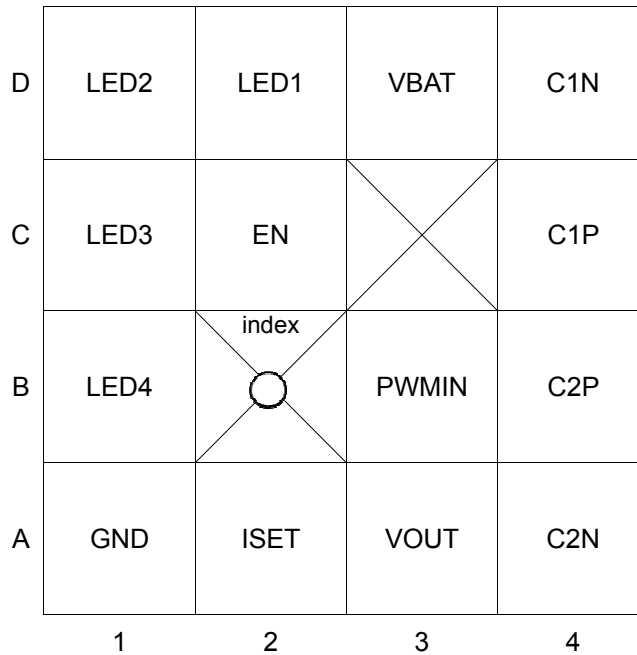 D LED2 LED1 VBAT C1N
C LED3 EN C1P
index
B LED4 PWMIN C2P
A GND ISET VOUT C2N
1 2 3 4